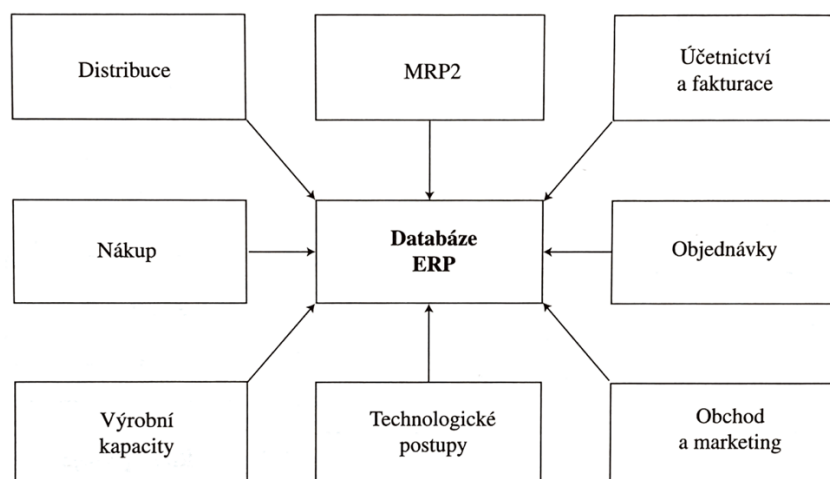 Distribuce
MRP2
Účetnictví
a fakturace
Nákup
Databáze
ERP
Objednávky
Výrobní
kapacity
Technologické
postupy
Obchod
a marketing